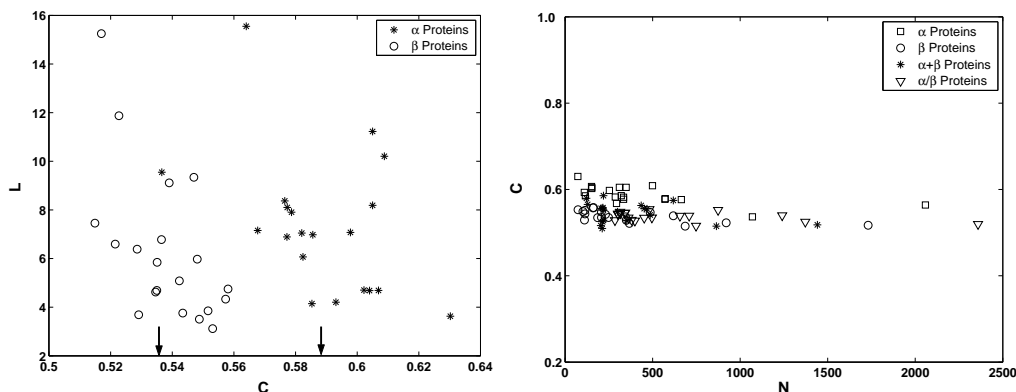 16
14
12
10
8
6
4
2
L
0.5 0.52 0.54 0.56 0.58 0.6 0.62 0.64
C
α Proteins
β Proteins
1.0
0.8
0.6
0.4
0.2
C
0 500 1000 1500 2000 2500
N
α Proteins
β Proteins
α+β Proteins
α/β Proteins